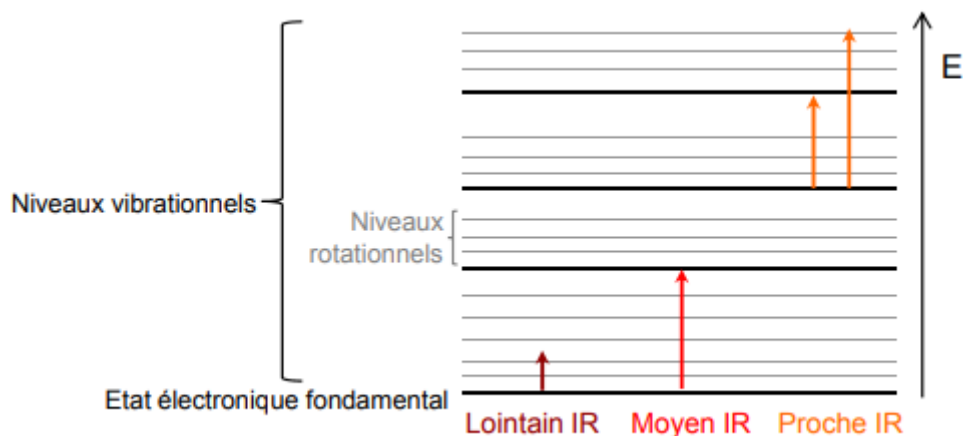 E
Niveaux vibrationnels
Niveaux
rotationnels
Etat électronique fondamental
Lointain IR
Moyen IR
Proche IR